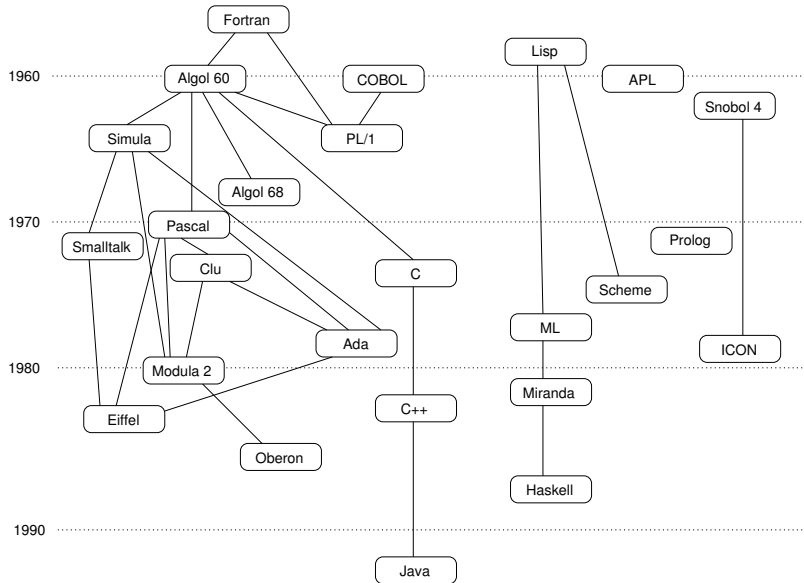 Fortran
Lisp
1960
Algol 60
COBOL
APL
Snobol 4
Simula
PL/1
Algol 68
1970
Pascal
Prolog
Smalltalk
Clu
C
Scheme
ML
Ada
ICON
1980
Modula 2
Miranda
C++
Eiffel
Oberon
Haskell
1990
Java